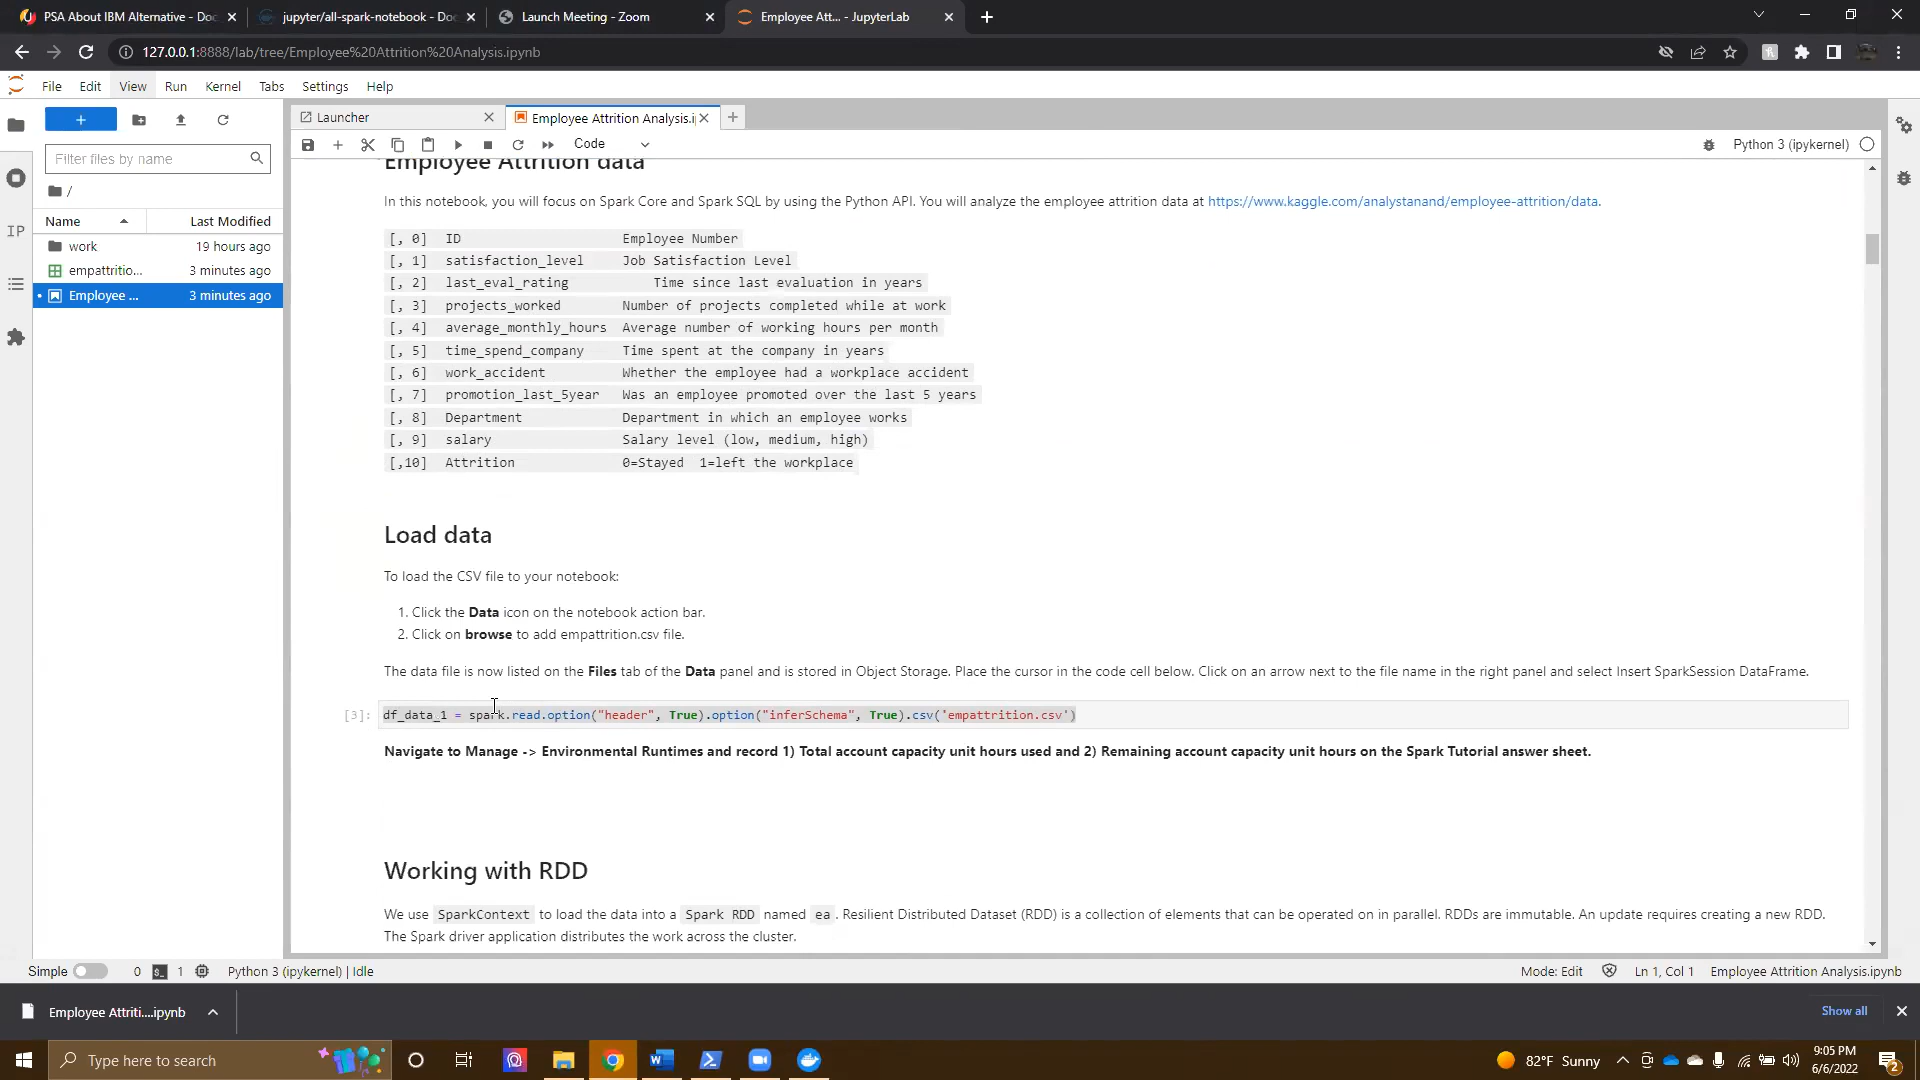 PSA About IBM Alternative - Doc
jupyter/all-spark-notebook - Doc
Launch Meeting - Zoom
Employee Att... - JupyterLab
127.0.0.1:8888/lab/tree/Employee%20Attrition%20Analysis.ipynb
File Edit View Run Kernel Tabs Settings Help
Launcher
Employee Attrition Analysis.i
Filter files by name
Code
Python 3 (ipykernel)
/
Name Last Modified
work 19 hours ago
empattritio... 3 minutes ago
Employee ... 3 minutes ago
IP
Employee Attrition data
In this notebook, you will focus on Spark Core and Spark SQL by using the Python API. You will analyze the employee attrition data at https://www.kaggle.com/analystanand/employee-attrition/data.
[, 0] ID Employee Number
[, 1] satisfaction_level Job Satisfaction Level
[, 2] last_eval_rating Time since last evaluation in years
[, 3] projects_worked Number of projects completed while at work
[, 4] average_monthly_hours Average number of working hours per month
[, 5] time_spend_company Time spent at the company in years
[, 6] work_accident Whether the employee had a workplace accident
[, 7] promotion_last_5year Was an employee promoted over the last 5 years
[, 8] Department Department in which an employee works
[, 9] salary Salary level (low, medium, high)
[,10] Attrition 0=Stayed 1=left the workplace
Load data
To load the CSV file to your notebook:
1. Click the Data icon on the notebook action bar.
2. Click on browse to add empattrition.csv file.
The data file is now listed on the Files tab of the Data panel and is stored in Object Storage. Place the cursor in the code cell below. Click on an arrow next to the file name in the right panel and select Insert SparkSession DataFrame.
[3]: df_data_1 = spark.read.option("header", True).option("inferSchema", True).csv('empattrition.csv')
Navigate to Manage -> Environmental Runtimes and record 1) Total account capacity unit hours used and 2) Remaining account capacity unit hours on the Spark Tutorial answer sheet.
Working with RDD
We use SparkContext to load the data into a Spark RDD named ea. Resilient Distributed Dataset (RDD) is a collection of elements that can be operated on in parallel. RDDs are immutable. An update requires creating a new RDD.
The Spark driver application distributes the work across the cluster.
Simple 0 1 Python 3 (ipykernel) | Idle
Mode: Edit Ln 1, Col 1 Employee Attrition Analysis.ipynb
Employee Attriti....ipynb
Show all
Type here to search
82°F Sunny
9:05 PM
6/6/2022
2